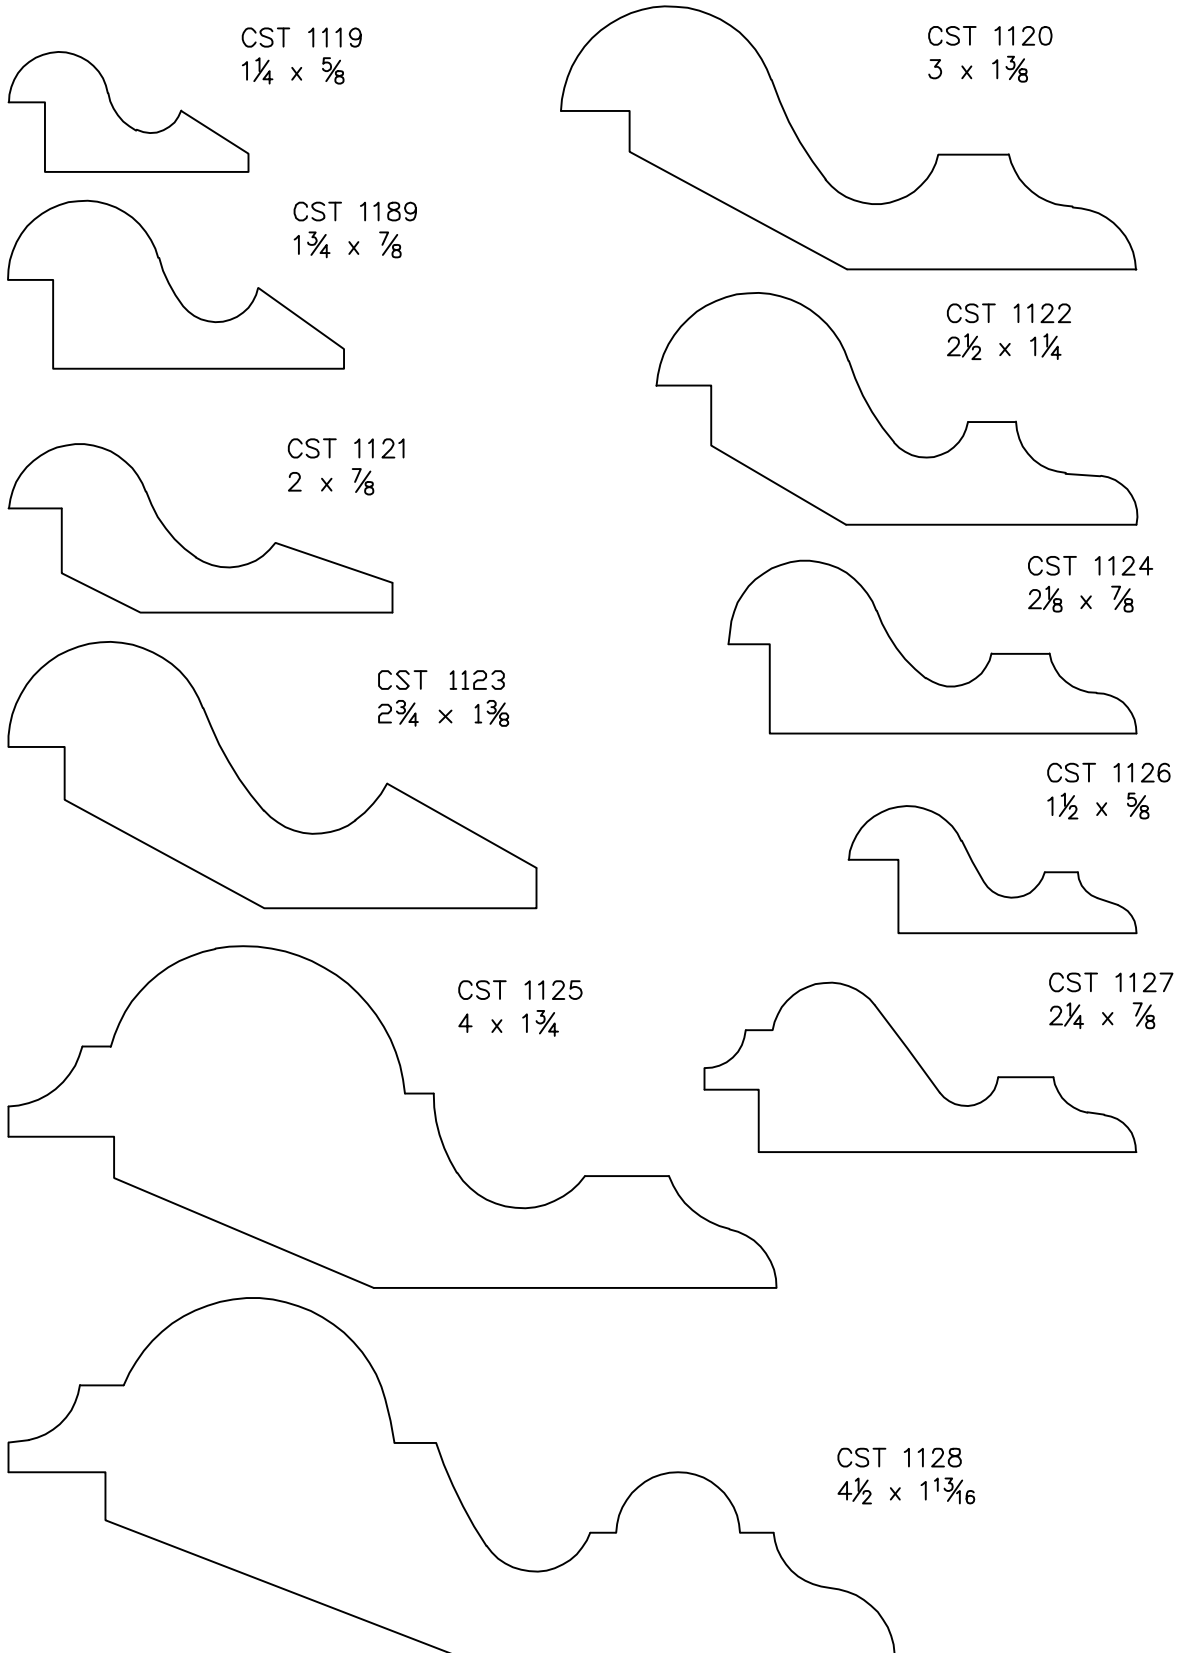 CST 1119
1¼ x ⅝
CST 1120
3 x 1⅜
CST 1189
1¾ x ⅞
CST 1122
2½ x 1¼
CST 1121
2 x ⅞
CST 1124
2⅛ x ⅞
CST 1123
2¾ x 1⅜
CST 1126
1½ x ⅝
CST 1125
4 x 1¾
CST 1127
2¼ x ⅞
CST 1128
4½ x 1¹³⁄₁₆